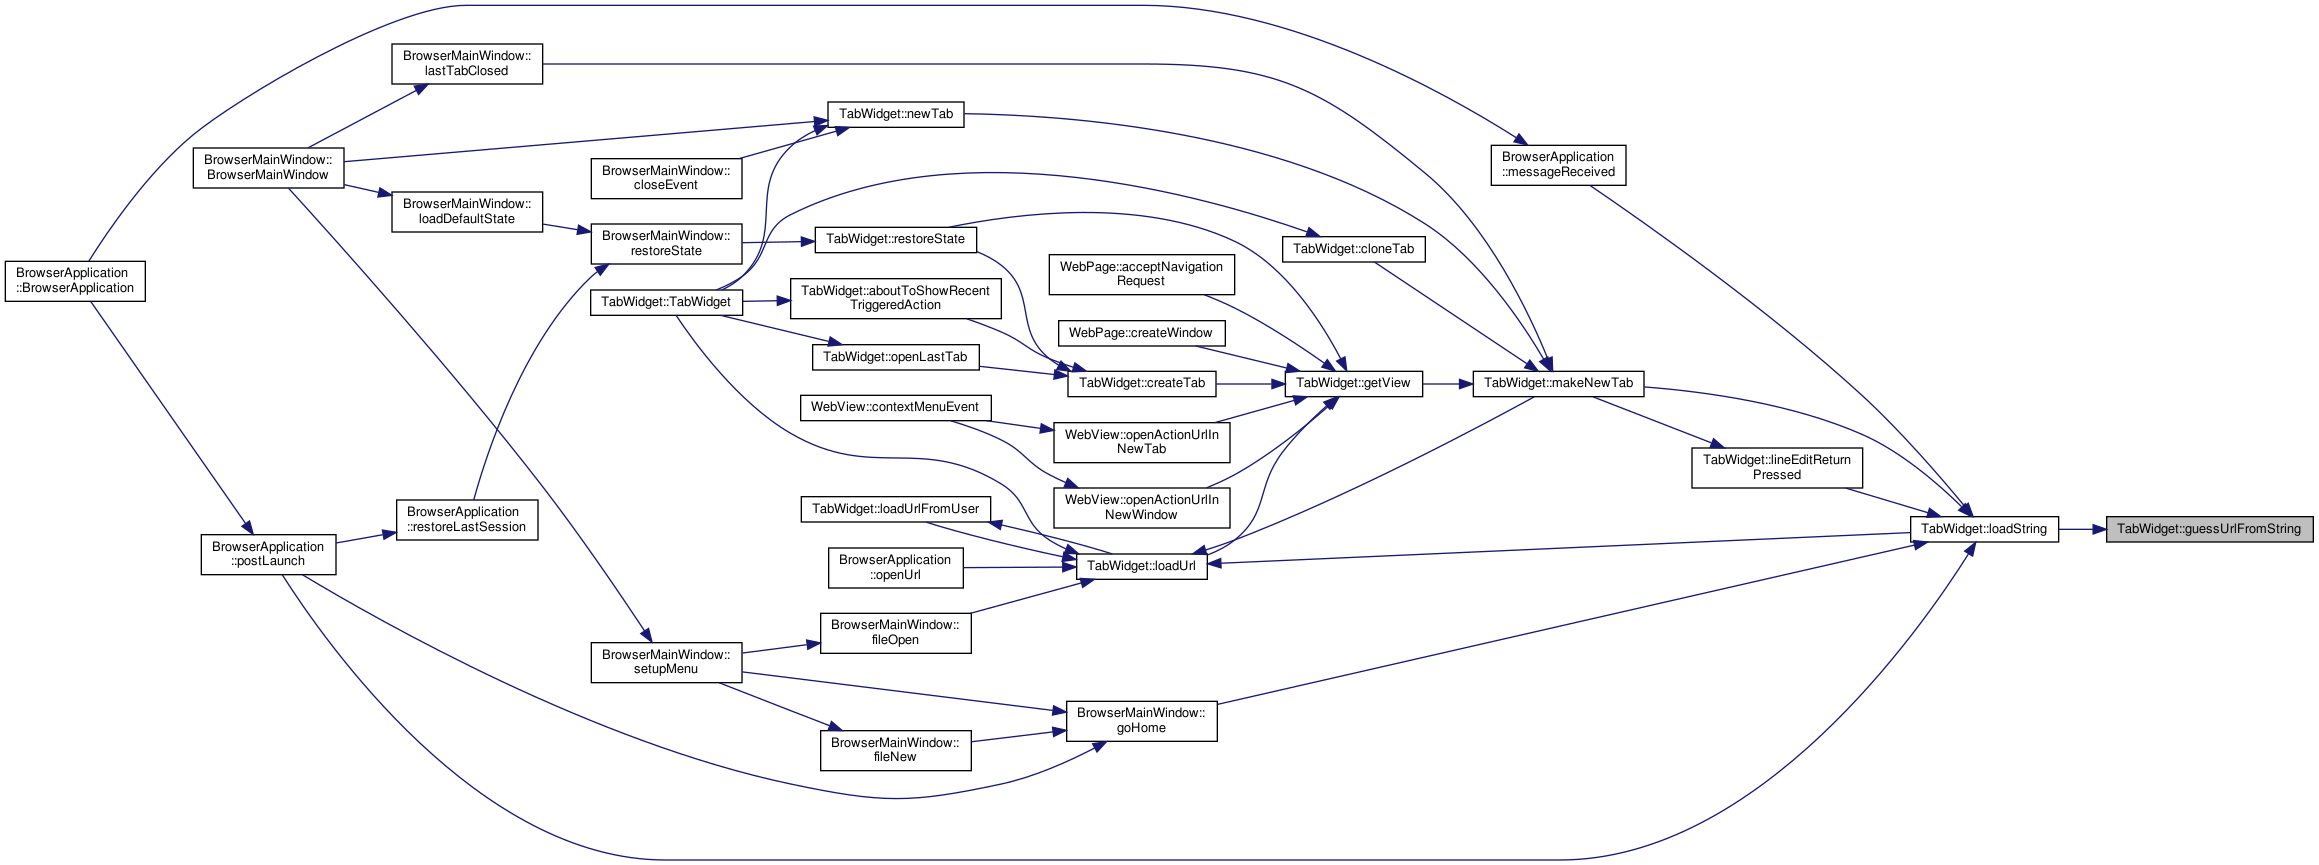 BrowserMainWindow::
lastTabClosed
TabWidget::newTab
BrowserMainWindow::
BrowserMainWindow
BrowserMainWindow::
closeEvent
BrowserApplication
::messageReceived
BrowserMainWindow::
loadDefaultState
BrowserMainWindow::
restoreState
TabWidget::restoreState
TabWidget::cloneTab
BrowserApplication
::BrowserApplication
WebPage::acceptNavigation
Request
TabWidget::TabWidget
TabWidget::aboutToShowRecent
TriggeredAction
WebPage::createWindow
TabWidget::openLastTab
TabWidget::createTab
TabWidget::getView
TabWidget::makeNewTab
WebView::contextMenuEvent
WebView::openActionUrlIn
NewTab
TabWidget::lineEditReturn
Pressed
WebView::openActionUrlIn
NewWindow
TabWidget::loadUrlFromUser
BrowserApplication
::restoreLastSession
TabWidget::loadString
TabWidget::guessUrlFromString
BrowserApplication
::postLaunch
BrowserApplication
::openUrl
TabWidget::loadUrl
BrowserMainWindow::
fileOpen
BrowserMainWindow::
setupMenu
BrowserMainWindow::
goHome
BrowserMainWindow::
fileNew